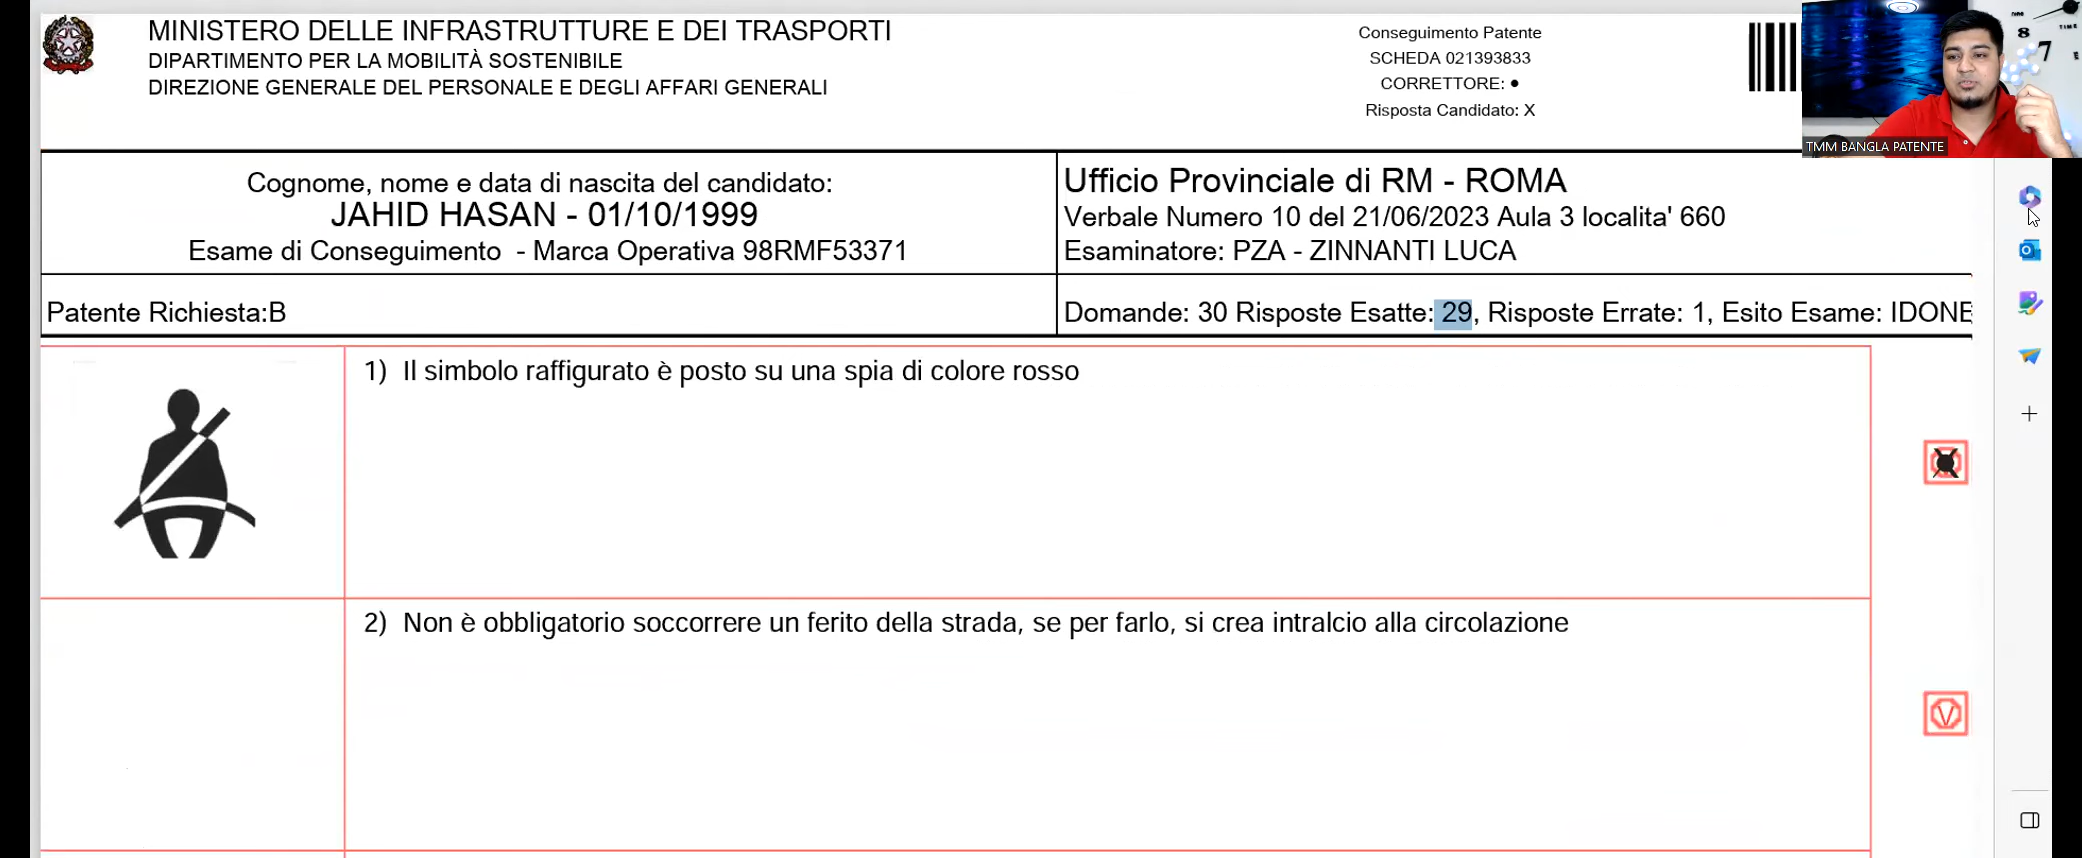 MINISTERO DELLE INFRASTRUTTURE E DEI TRASPORTI
DIPARTIMENTO PER LA MOBILITÀ SOSTENIBILE
DIREZIONE GENERALE DEL PERSONALE E DEGLI AFFARI GENERALI
Conseguimento Patente
SCHEDA 021393833
CORRETTORE: ●
Risposta Candidato: X
8
7
TIME
TMM BANGLA PATENTE
Cognome, nome e data di nascita del candidato:
JAHID HASAN - 01/10/1999
Esame di Conseguimento - Marca Operativa 98RMF53371
Ufficio Provinciale di RM - ROMA
Verbale Numero 10 del 21/06/2023 Aula 3 localita' 660
Esaminatore: PZA - ZINNANTI LUCA
Patente Richiesta:B
Domande: 30 Risposte Esatte: 29, Risposte Errate: 1, Esito Esame: IDONE
1) Il simbolo raffigurato è posto su una spia di colore rosso
2) Non è obbligatorio soccorrere un ferito della strada, se per farlo, si crea intralcio alla circolazione
V